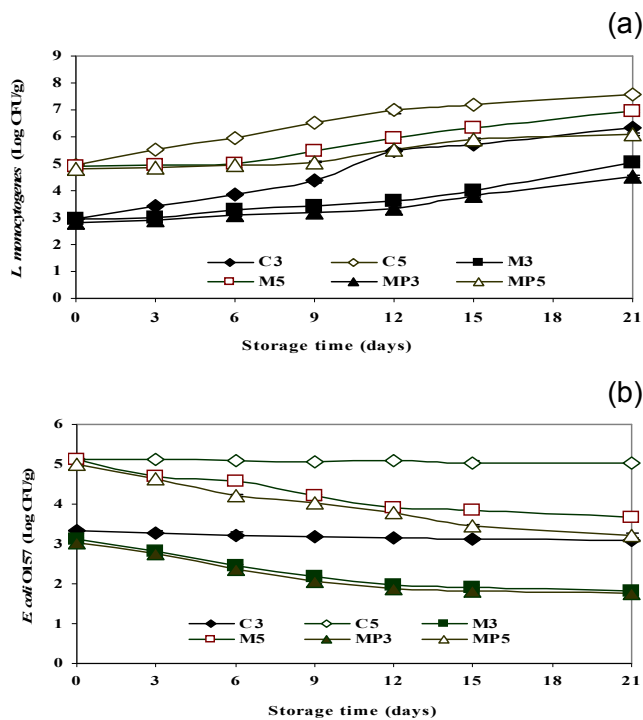 (a)
L. monocytogenes (Log CFU/g)
9
8
7
6
5
4
3
2
1
0
C3 C5 M3
M5 MP3 MP5
0 3 6 9 12 15 18 21
Storage time (days)
(b)
E coli O157 (Log CFU/g)
6
5
4
3
2
1
0
C3 C5 M3
M5 MP3 MP5
0 3 6 9 12 15 18 21
Storage time (days)